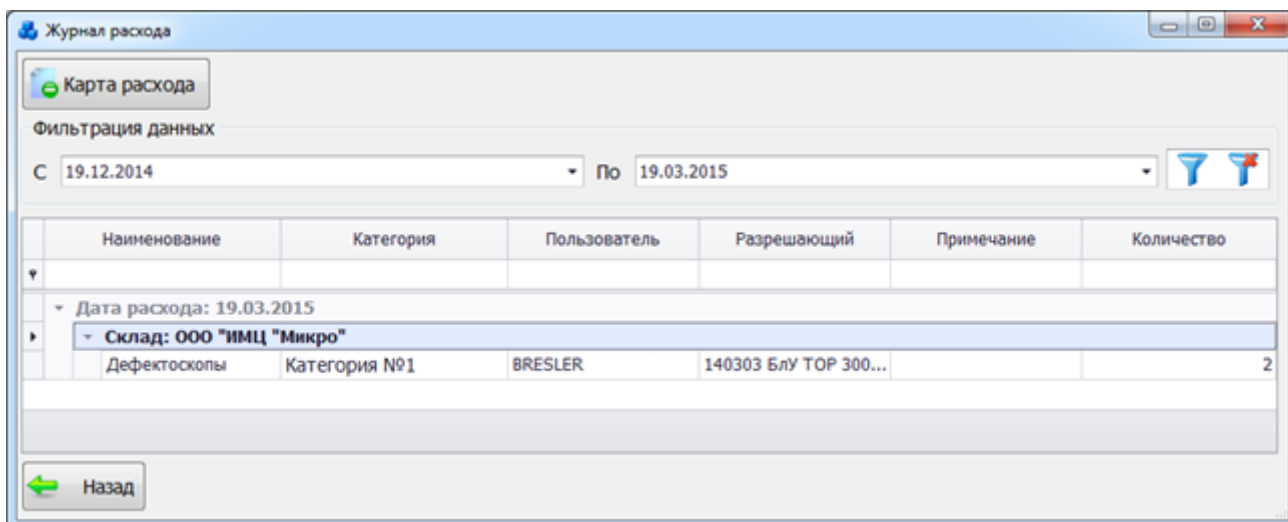 Журнал расхода
Карта расхода
Фильтрация данных
С 19.12.2014 По 19.03.2015
Наименование Категория Пользователь Разрешающий Примечание Количество
Дата расхода: 19.03.2015
Склад: ООО "ИМЦ "Микро"
Дефектоскопы Категория №1 BRESLER 140303 БлУ ТОР 300... 2
Назад